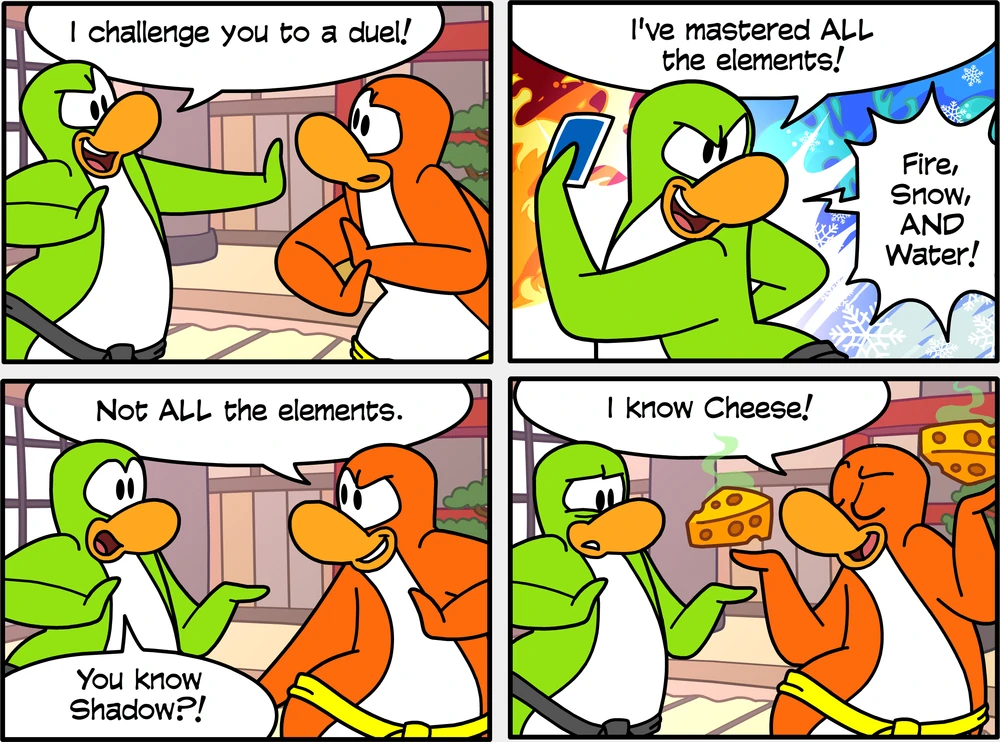 I challenge you to a duel!
I've mastered ALL
the elements!
Fire,
Snow,
AND
Water!
Not ALL the elements.
You know
Shadow?!
I know Cheese!